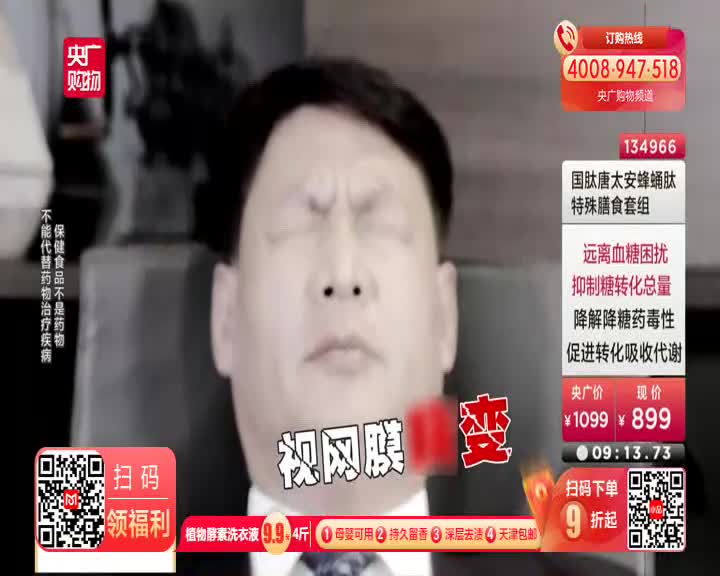 央广
购物
订购热线
4008·947·518
央广购物频道
134966
国肽唐太安蜂蛹肽
特殊膳食套组
远离血糖困扰
抑制糖转化总量
降解降糖药毒性
促进转化吸收代谢
央广价
¥1099
现价
¥899
09:13.73
保健食品不是药物
不能代替药物治疗疾病
视网膜
变
扫码
领福利
植物酵素洗衣液 9.9元 4斤 1 母婴可用 2 持久留香 3 深层去渍 4 天津包邮
扫码下单
9折起